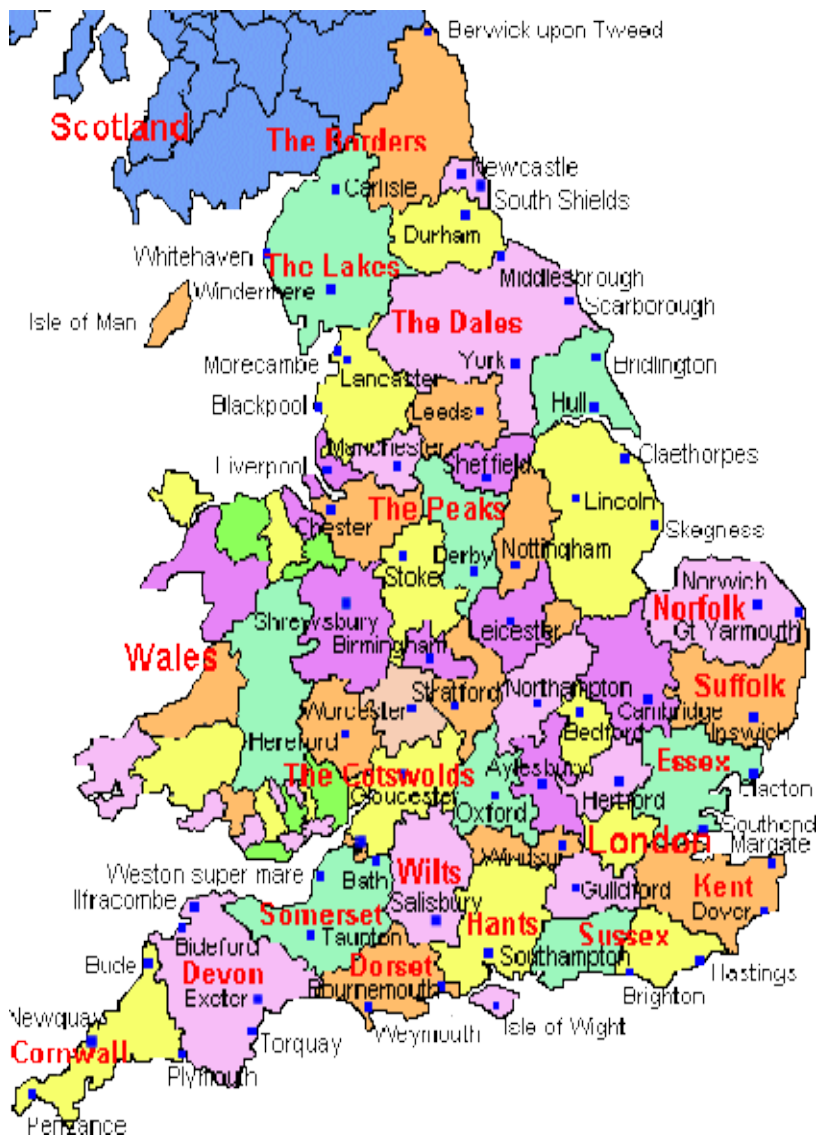 Berwick upon Tweed
Scotland
The Borders
Newcastle
Carlisle
South Shields
Durham
Whitehaven
The Lakes
Middlesbrough
Windermere
Scarborough
Isle of Man
The Dales
Morecambe
Yurk
Bridlington
Lancaster
Blackpool
Leeds
Hull
Manchester
Claethorpes
Liverpool
Sheffield
Lincoln
The Peaks
Chester
Skegness
Nottingham
Derby
Stoke
Norwich
Norfolk
Shrewsbury
Leicester
Gt Yarmouth
Birmingham
Wales
Suffolk
Stratford
Northampton
Wurcester
Cambridge
Ipswich
Bedford
Hereford
Essex
The Cotswolds
Aylesbury
Clacton
Gloucester
Hertford
Oxford
Southend
London
Margate
Windsur
Weston super mare
Bath
Wilts
Guildford
Kent
Ilfracombe
Salisbury
Dover
Somerset
Hants
Taunton
Sussex
Bideford
Southampton
Bude
Devon
Dorset
Hastings
Exeter
Bournemouth
Brighton
Newquay
Isle of Wight
Torquay
Weymouth
Cornwall
Plymouth
Penzance